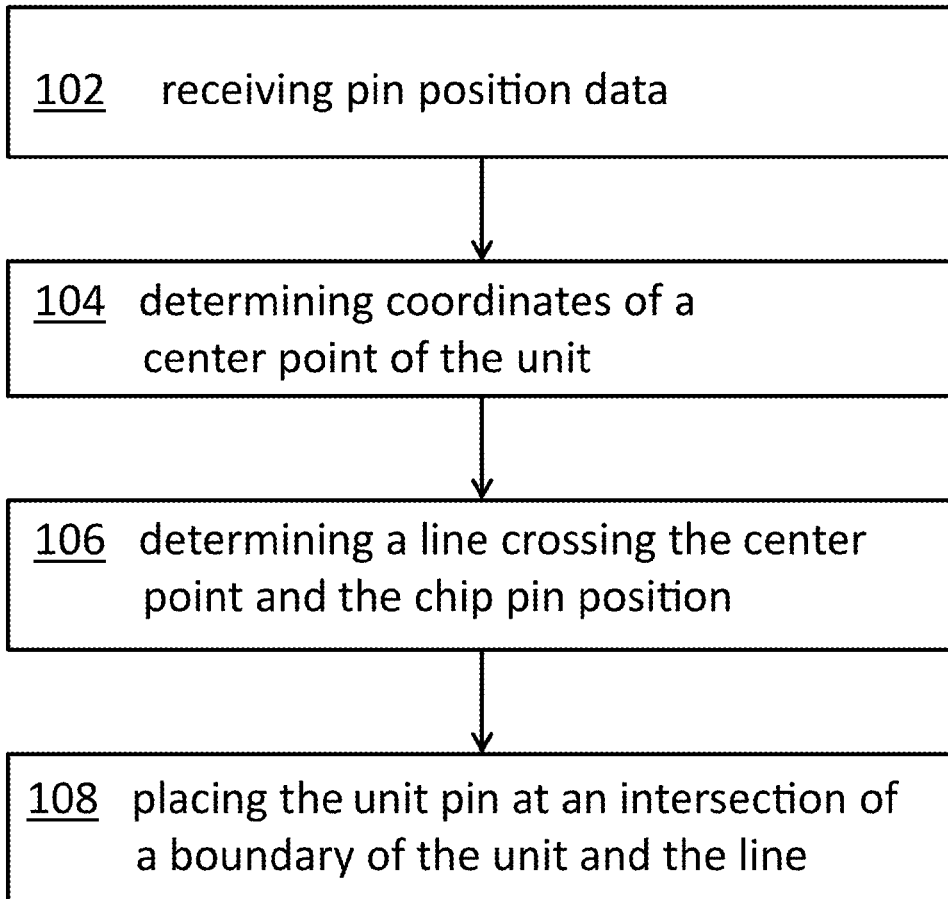 102 receiving pin position data
104 determining coordinates of a
center point of the unit
106 determining a line crossing the center
point and the chip pin position
108 placing the unit pin at an intersection of
a boundary of the unit and the line